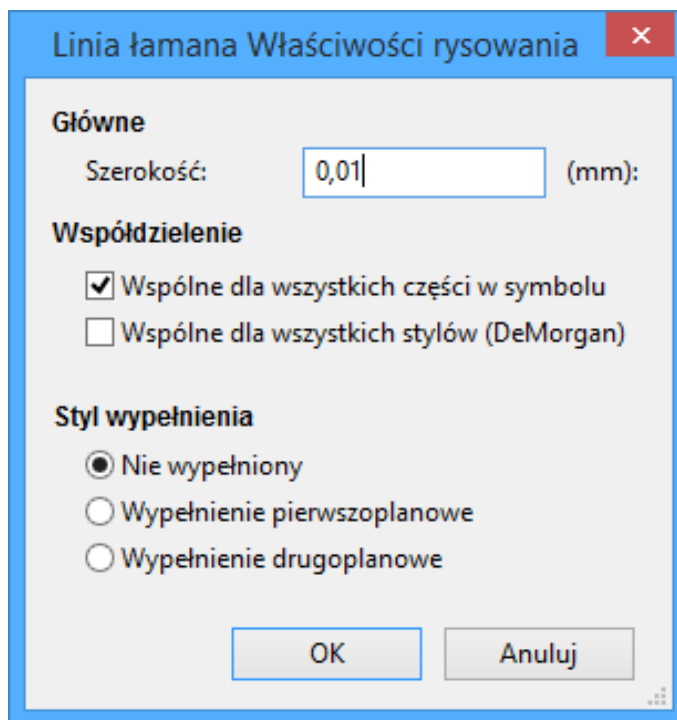 Linia łamana Właściwości rysowania
Główne
Szerokość: 0,01 (mm):
Współdzielenie
Wspólne dla wszystkich części w symbolu
Wspólne dla wszystkich stylów (DeMorgan)
Styl wypełnienia
Nie wypełniony
Wypełnienie pierwszoplanowe
Wypełnienie drugoplanowe
OK Anuluj